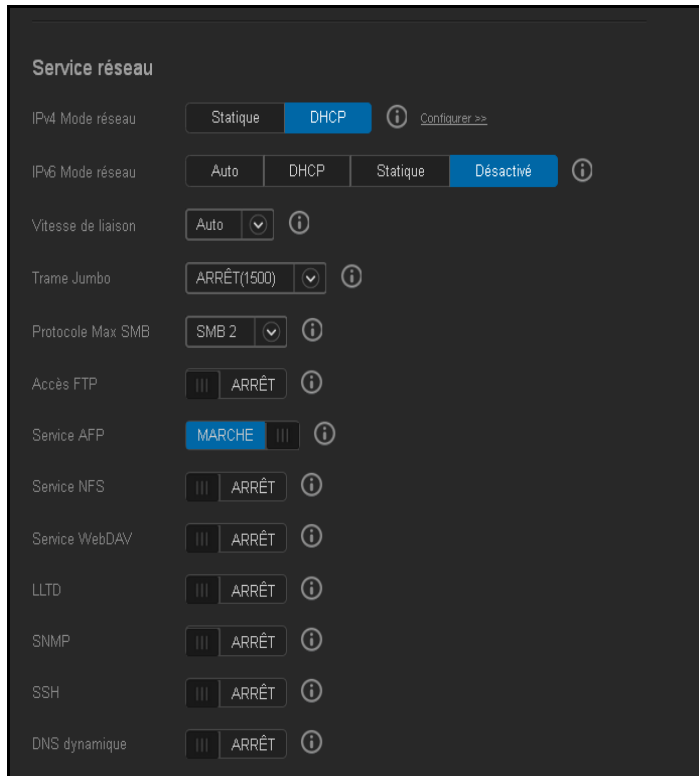 Service réseau
IPv4 Mode réseau Statique DHCP Configurer >>
IPv6 Mode réseau Auto DHCP Statique Désactivé
Vitesse de liaison Auto
Trame Jumbo ARRÊT(1500)
Protocole Max SMB SMB 2
Accès FTP ARRÊT
Service AFP MARCHE
Service NFS ARRÊT
Service WebDAV ARRÊT
LLTD ARRÊT
SNMP ARRÊT
SSH ARRÊT
DNS dynamique ARRÊT